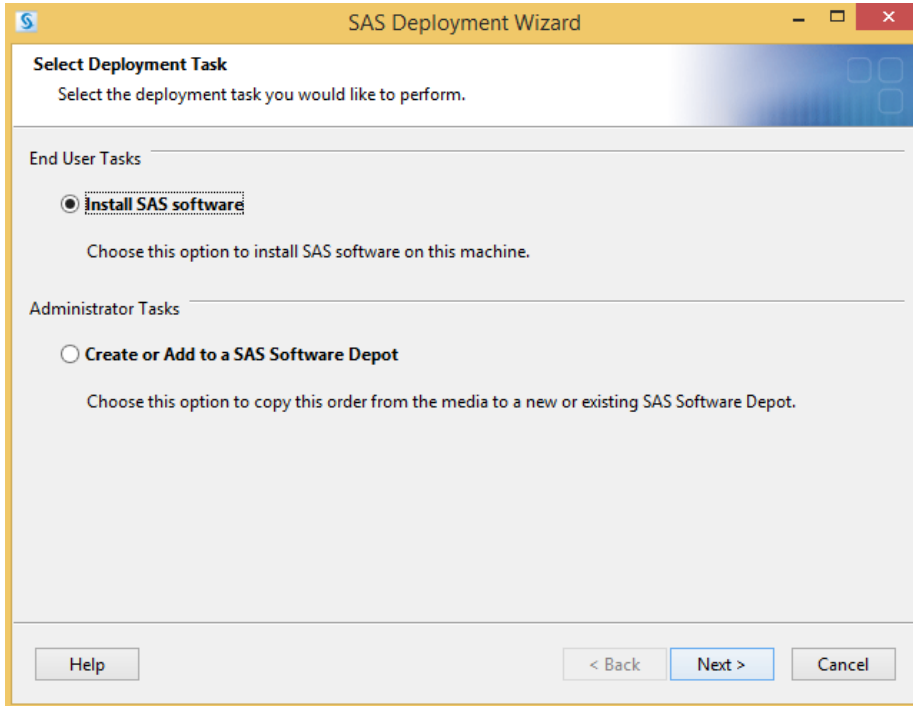 SAS Deployment Wizard
Select Deployment Task
Select the deployment task you would like to perform.
End User Tasks
Install SAS software
Choose this option to install SAS software on this machine.
Administrator Tasks
Create or Add to a SAS Software Depot
Choose this option to copy this order from the media to a new or existing SAS Software Depot.
Help < Back Next > Cancel